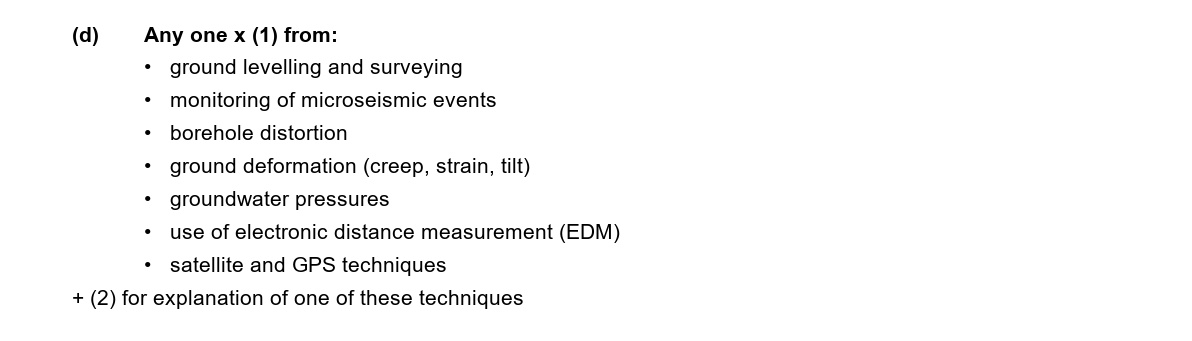 (d) Any one x (1) from:
• ground levelling and surveying
• monitoring of microseismic events
• borehole distortion
• ground deformation (creep, strain, tilt)
• groundwater pressures
• use of electronic distance measurement (EDM)
• satellite and GPS techniques
+ (2) for explanation of one of these techniques